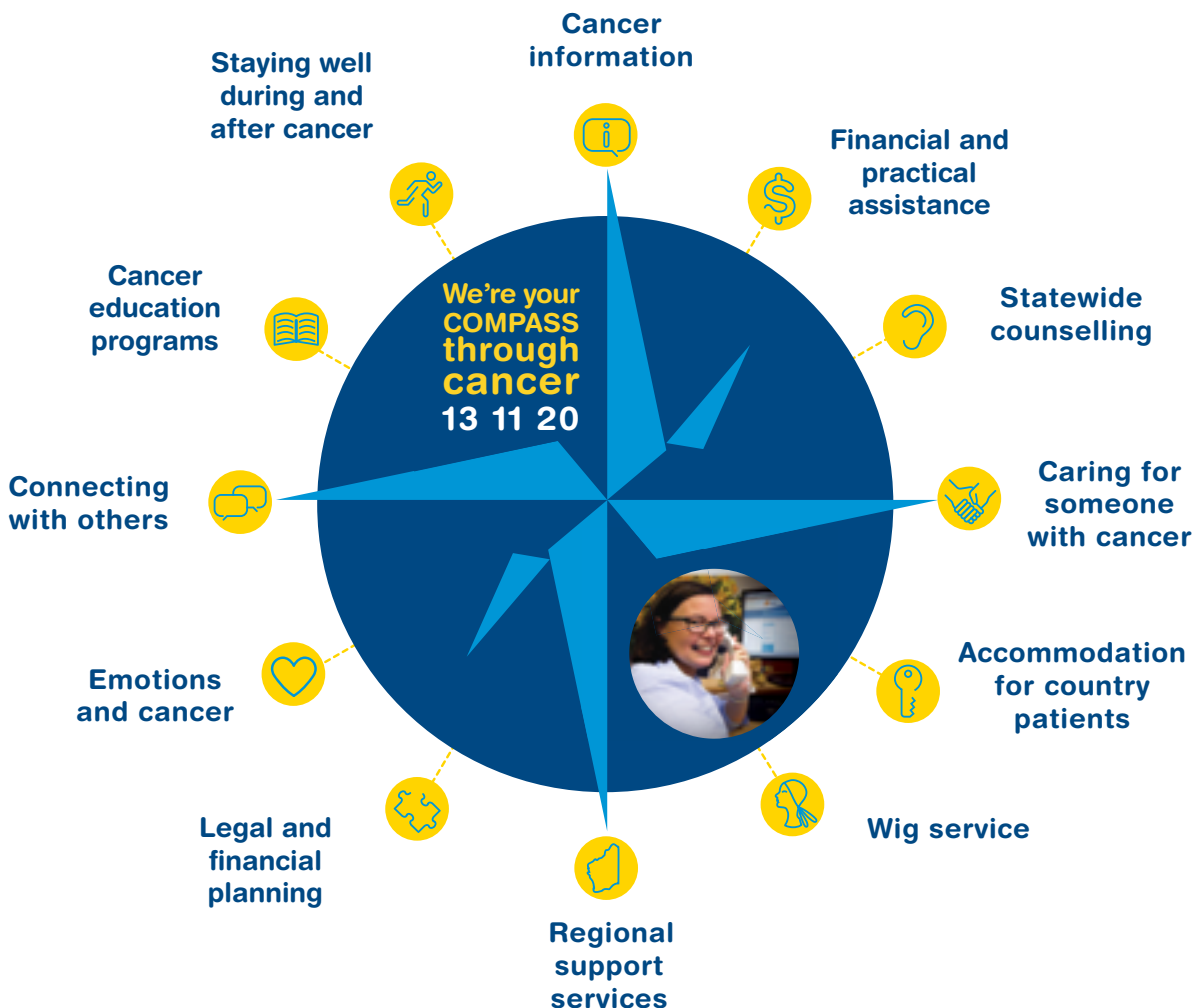 Cancer
information
Financial and
practical
assistance
Statewide
counselling
Caring for
someone
with cancer
Accommodation
for country
patients
Wig service
Regional
support
services
Legal and
financial
planning
Emotions
and cancer
Connecting
with others
Cancer
education
programs
Staying well
during and
after cancer
We're your
COMPASS
through
cancer
13 11 20